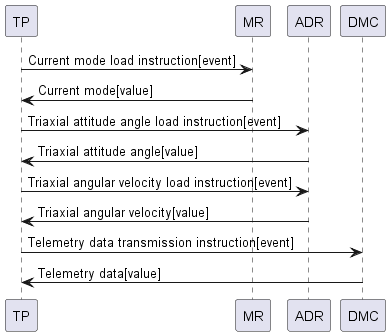 TP MR ADR DMC
Current mode load instruction[event]
Current mode[value]
Triaxial attitude angle load instruction[event]
Triaxial attitude angle[value]
Triaxial angular velocity load instruction[event]
Triaxial angular velocity[value]
Telemetry data transmission instruction[event]
Telemetry data[value]
TP MR ADR DMC